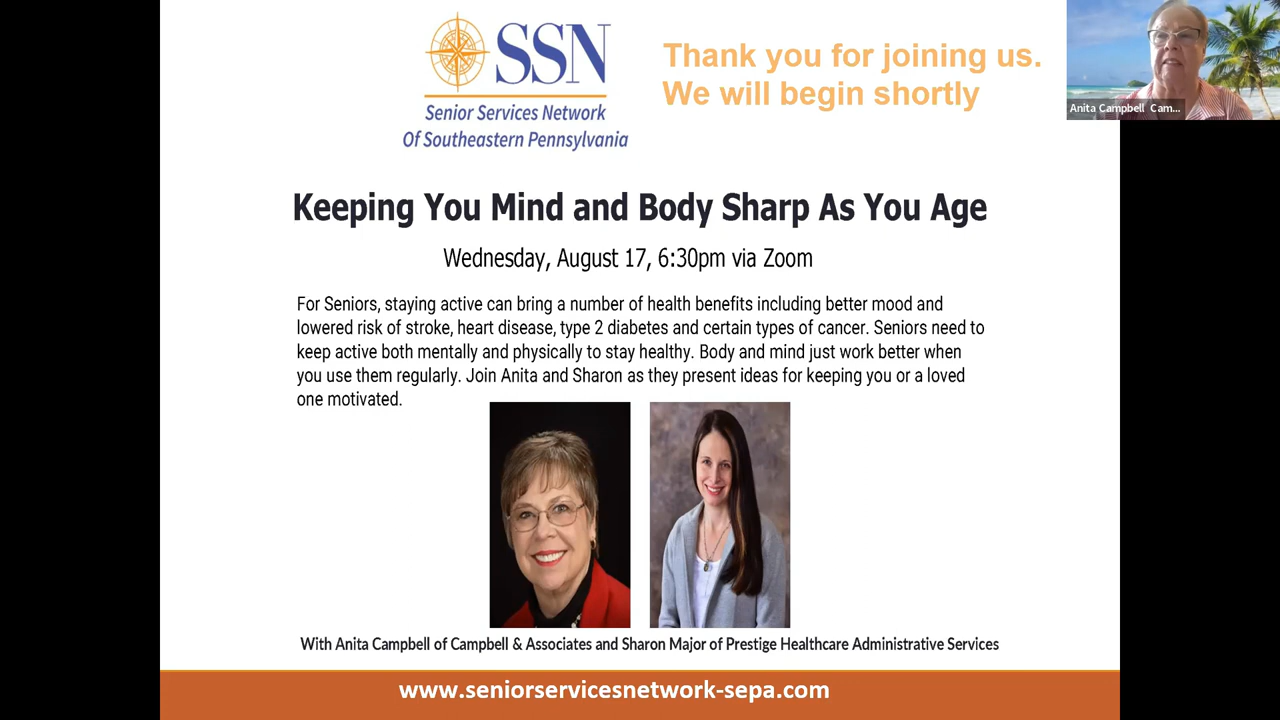 SSN
Senior Services Network
Of Southeastern Pennsylvania
Thank you for joining us.
We will begin shortly
Anita Campbell Cam...
Keeping You Mind and Body Sharp As You Age
Wednesday, August 17, 6:30pm via Zoom
For Seniors, staying active can bring a number of health benefits including better mood and
lowered risk of stroke, heart disease, type 2 diabetes and certain types of cancer. Seniors need to
keep active both mentally and physically to stay healthy. Body and mind just work better when
you use them regularly. Join Anita and Sharon as they present ideas for keeping you or a loved
one motivated.
With Anita Campbell of Campbell & Associates and Sharon Major of Prestige Healthcare Administrative Services
www.seniorservicesnetwork-sepa.com